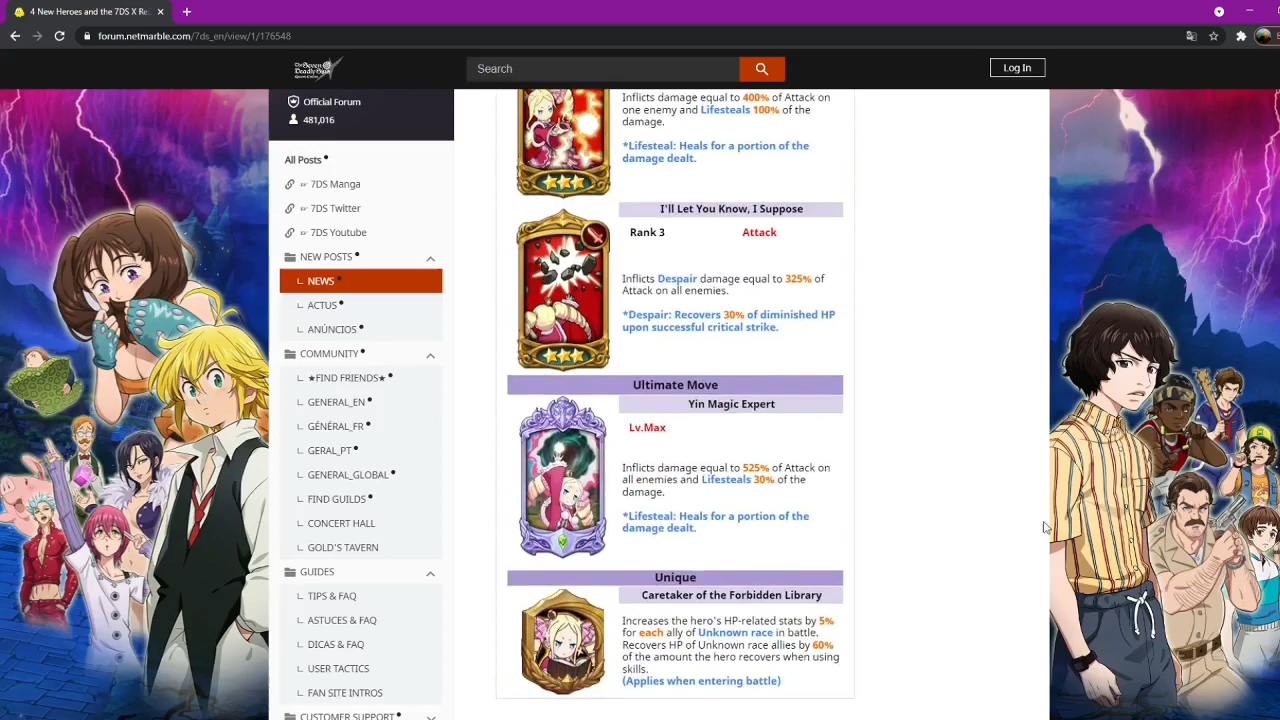 4 New Heroes and the 7DS X Re
forum.netmarble.com/7ds_en/view/1/176548
The Seven
Deadly Sins
Search
Log In
Official Forum
481,016
All Posts
7DS Manga
7DS Twitter
7DS Youtube
NEW POSTS
NEWS
ACTUS
ANÚNCIOS
COMMUNITY
★FIND FRIENDS★
GENERAL_EN
GÉNÉRAL_FR
GERAL_PT
GENERAL_GLOBAL
FIND GUILDS
CONCERT HALL
GOLD'S TAVERN
GUIDES
TIPS & FAQ
ASTUCES & FAQ
DICAS & FAQ
USER TACTICS
FAN SITE INTROS
CUSTOMER SUPPORT
Inflicts damage equal to 400% of Attack on
one enemy and Lifesteals 100% of the
damage.
*Lifesteal: Heals for a portion of the
damage dealt.
I'll Let You Know, I Suppose
Rank 3 Attack
Inflicts Despair damage equal to 325% of
Attack on all enemies.
*Despair: Recovers 30% of diminished HP
upon successful critical strike.
Ultimate Move
Yin Magic Expert
Lv.Max
Inflicts damage equal to 525% of Attack on
all enemies and Lifesteals 30% of the
damage.
*Lifesteal: Heals for a portion of the
damage dealt.
Unique
Caretaker of the Forbidden Library
Increases the hero's HP-related stats by 5%
for each ally of Unknown race in battle.
Recovers HP of Unknown race allies by 60%
of the amount the hero recovers when using
skills.
(Applies when entering battle)